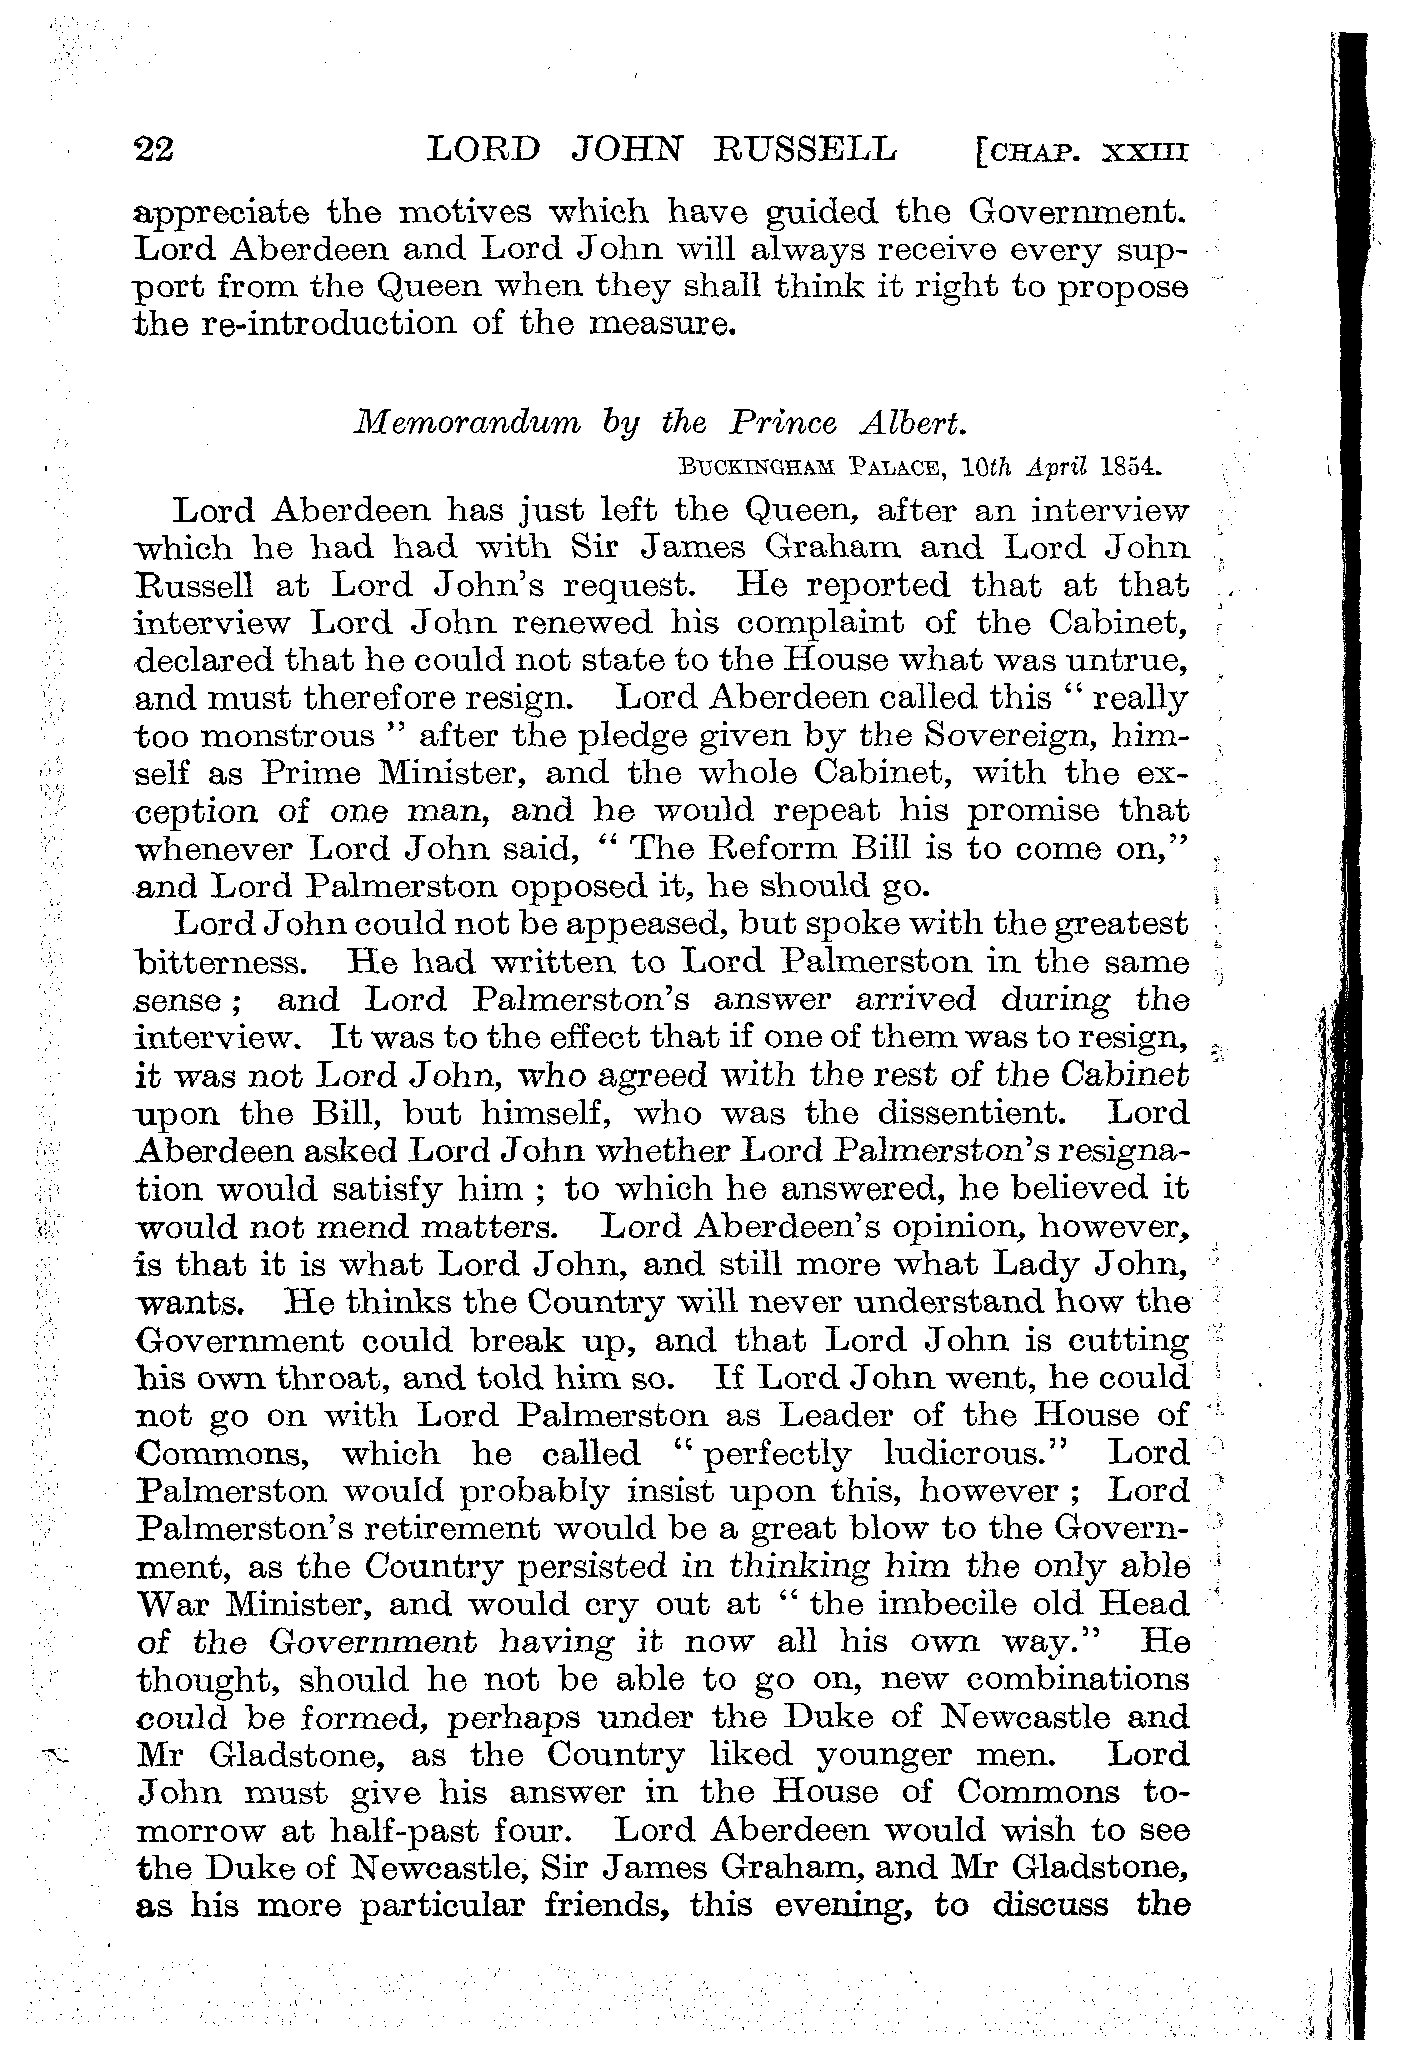 22 LORD JOHN RUSSELL [CHAP. XXIII
appreciate the motives which have guided the Government.
Lord Aberdeen and Lord John will always receive every sup-
port from the Queen when they shall think it right to propose
the re-introduction of the measure.
Memorandum by the Prince Albert.
BUCKINGHAM PALACE, 10th April 1854.
Lord Aberdeen has just left the Queen, after an interview
which he had had with Sir James Graham and Lord John
Russell at Lord John's request. He reported that at that
interview Lord John renewed his complaint of the Cabinet,
declared that he could not state to the House what was untrue,
and must therefore resign. Lord Aberdeen called this " really
too monstrous " after the pledge given by the Sovereign, him-
self as Prime Minister, and the whole Cabinet, with the ex-
ception of one man, and he would repeat his promise that
whenever Lord John said, " The Reform Bill is to come on,"
and Lord Palmerston opposed it, he should go.
Lord John could not be appeased, but spoke with the greatest
bitterness. He had written to Lord Palmerston in the same
sense ; and Lord Palmerston's answer arrived during the
interview. It was to the effect that if one of them was to resign,
it was not Lord John, who agreed with the rest of the Cabinet
upon the Bill, but himself, who was the dissentient. Lord
Aberdeen asked Lord John whether Lord Palmerston's resigna-
tion would satisfy him ; to which he answered, he believed it
would not mend matters. Lord Aberdeen's opinion, however,
is that it is what Lord John, and still more what Lady John,
wants. He thinks the Country will never understand how the
Government could break up, and that Lord John is cutting
his own throat, and told him so. If Lord John went, he could
not go on with Lord Palmerston as Leader of the House of
Commons, which he called " perfectly ludicrous." Lord
Palmerston would probably insist upon this, however ; Lord
Palmerston's retirement would be a great blow to the Govern-
ment, as the Country persisted in thinking him the only able
War Minister, and would cry out at " the imbecile old Head
of the Government having it now all his own way." He
thought, should he not be able to go on, new combinations
could be formed, perhaps under the Duke of Newcastle and
Mr Gladstone, as the Country liked younger men. Lord
John must give his answer in the House of Commons to-
morrow at half-past four. Lord Aberdeen would wish to see
the Duke of Newcastle, Sir James Graham, and Mr Gladstone,
as his more particular friends, this evening, to discuss the